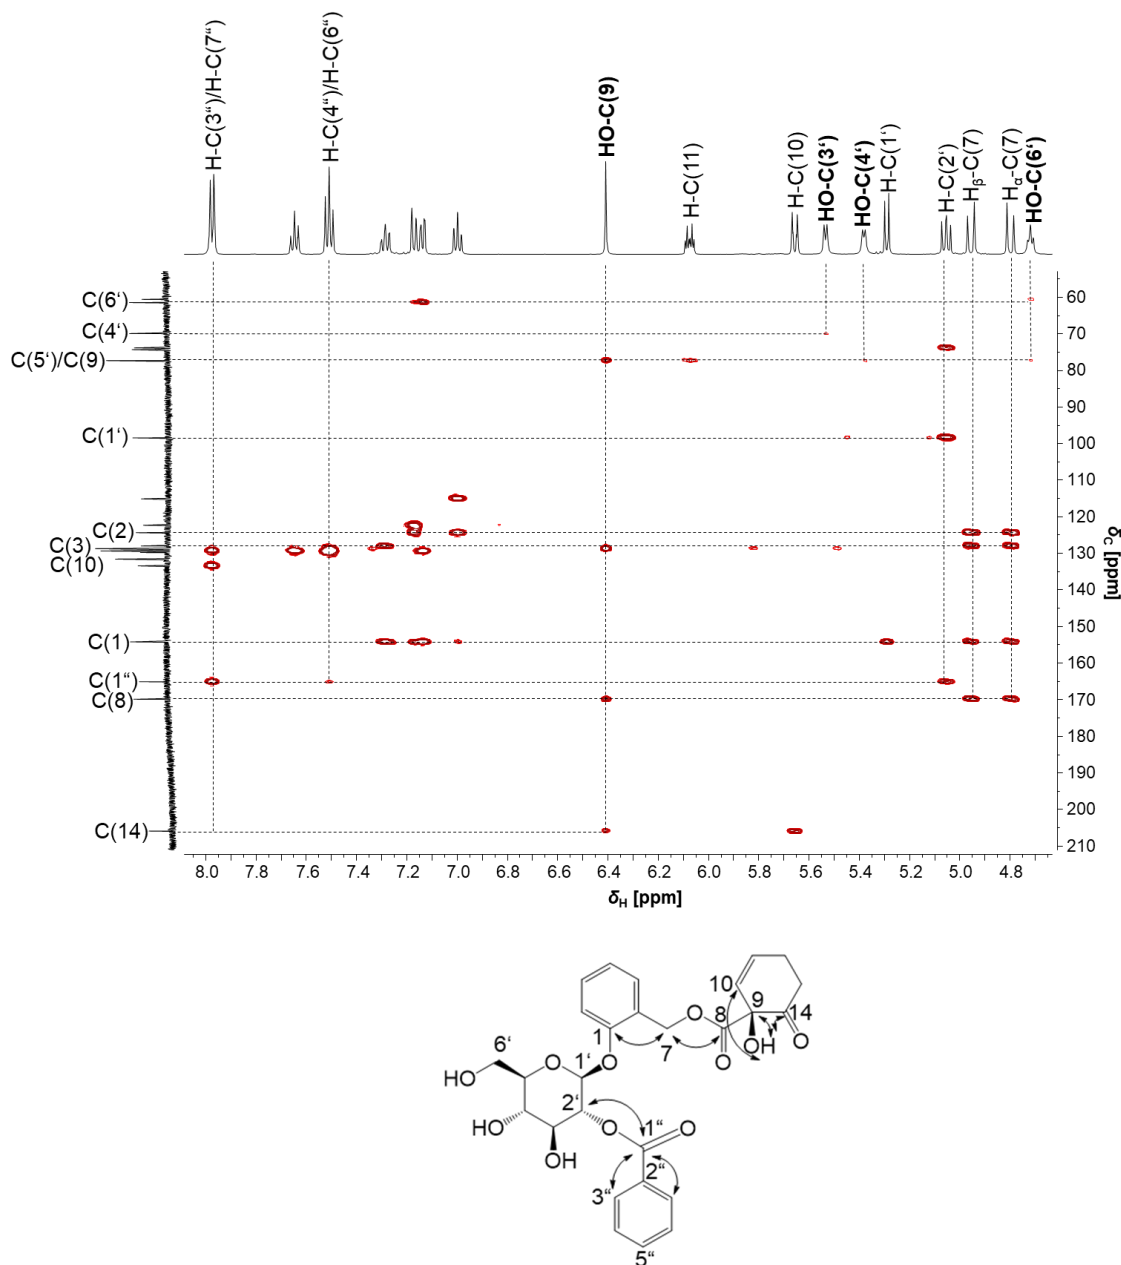 H-C(3“)/H-C(7“)
H-C(4“)/H-C(6“)
HO-C(9)
H-C(11)
H-C(10)
HO-C(3‘)
HO-C(4‘)
H-C(1‘)
H-C(2‘)
Hβ-C(7)
Hα-C(7)
HO-C(6‘)
C(6‘)
C(4‘)
C(5‘)/C(9)
C(1‘)
C(2)
C(3)
C(10)
C(1)
C(1“)
C(8)
C(14)
60
70
80
90
100
110
120
130
140
150
160
170
180
190
200
210
δC [ppm]
8.0 7.8 7.6 7.4 7.2 7.0 6.8 6.6 6.4 6.2 6.0 5.8 5.6 5.4 5.2 5.0 4.8
δH [ppm]
10 9 14
O 8 OH O
1 7 O
6‘ O 1‘ O
HO
2‘
HO O 1“ O
OH
2“
3“
5“